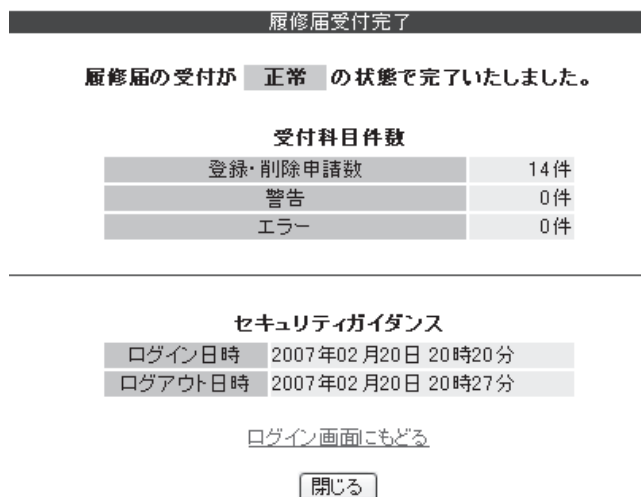 履修届受付完了
履修届の受付が 正常 の状態で完了いたしました。
受付科目件数
登録・削除申請数 14件
警告 0件
エラー 0件
セキュリティガイダンス
ログイン日時 2007年02月20日 20時20分
ログアウト日時 2007年02月20日 20時27分
ログイン画面にもどる
閉じる